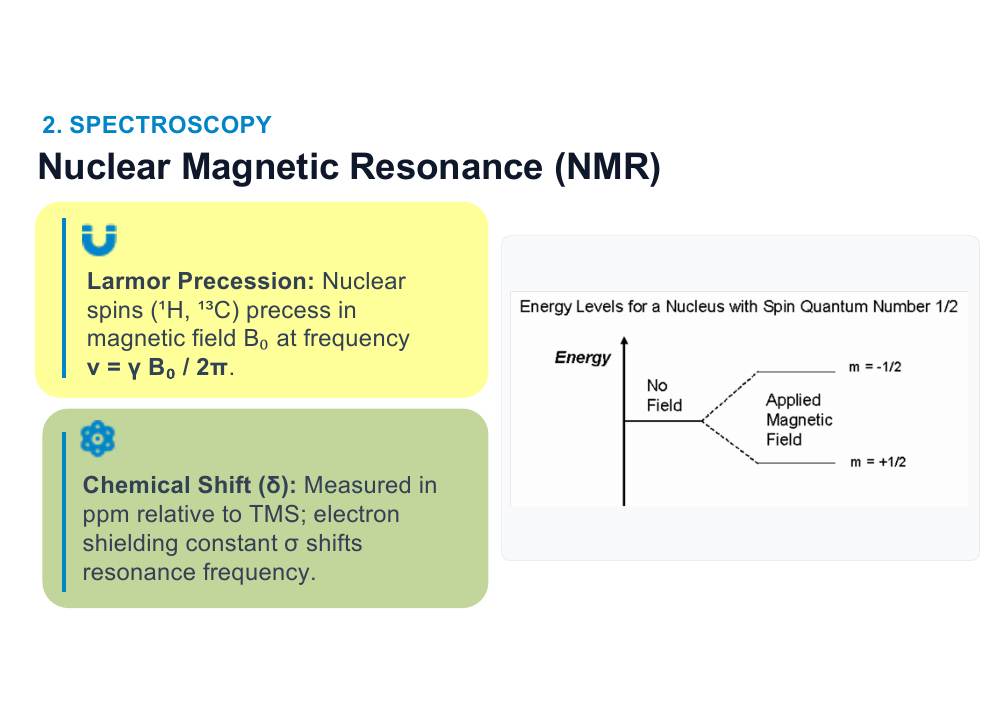 2. SPECTROSCOPY
Nuclear Magnetic Resonance (NMR)
Larmor Precession: Nuclear
spins (¹H, ¹³C) precess in
magnetic field B₀ at frequency
ν = γ B₀ / 2π.
Chemical Shift (δ): Measured in
ppm relative to TMS; electron
shielding constant σ shifts
resonance frequency.
Energy Levels for a Nucleus with Spin Quantum Number 1/2
Energy
No
Field
Applied
Magnetic
Field
m = -1/2
m = +1/2